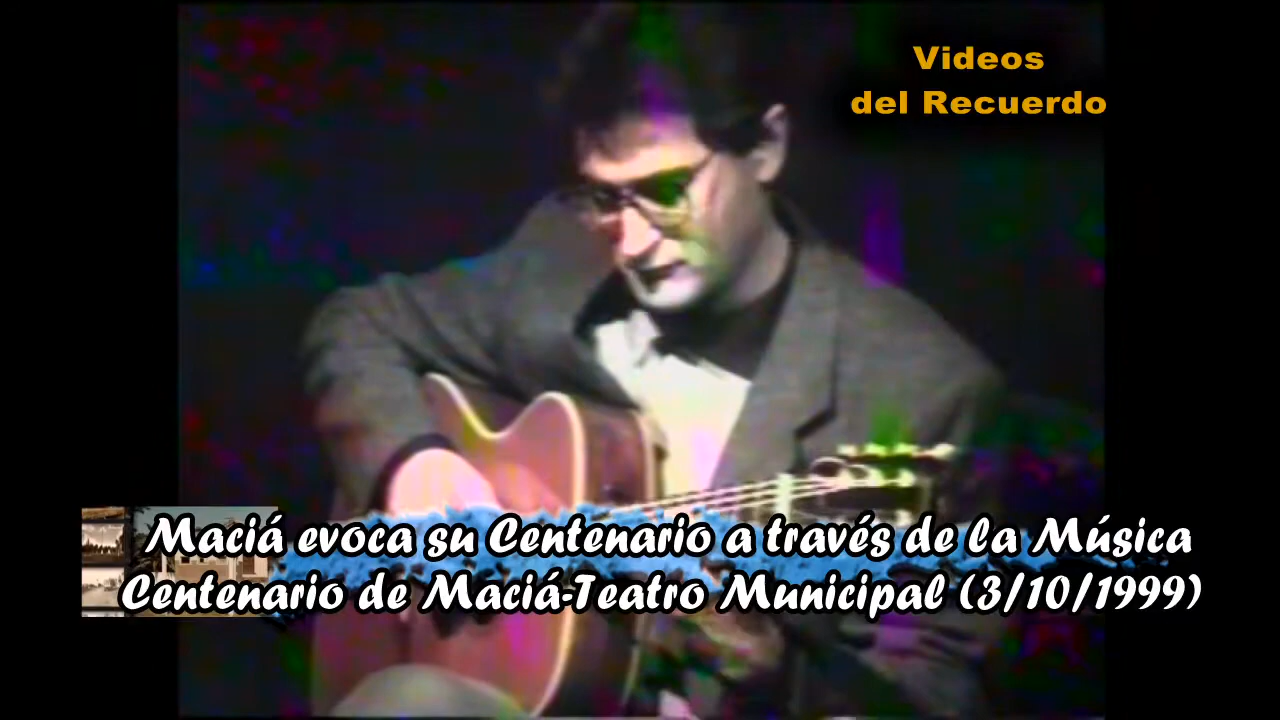 Videos
del Recuerdo
Maciá evoca su Centenario a través de la Música
Centenario de Maciá-Teatro Municipal (3/10/1999)